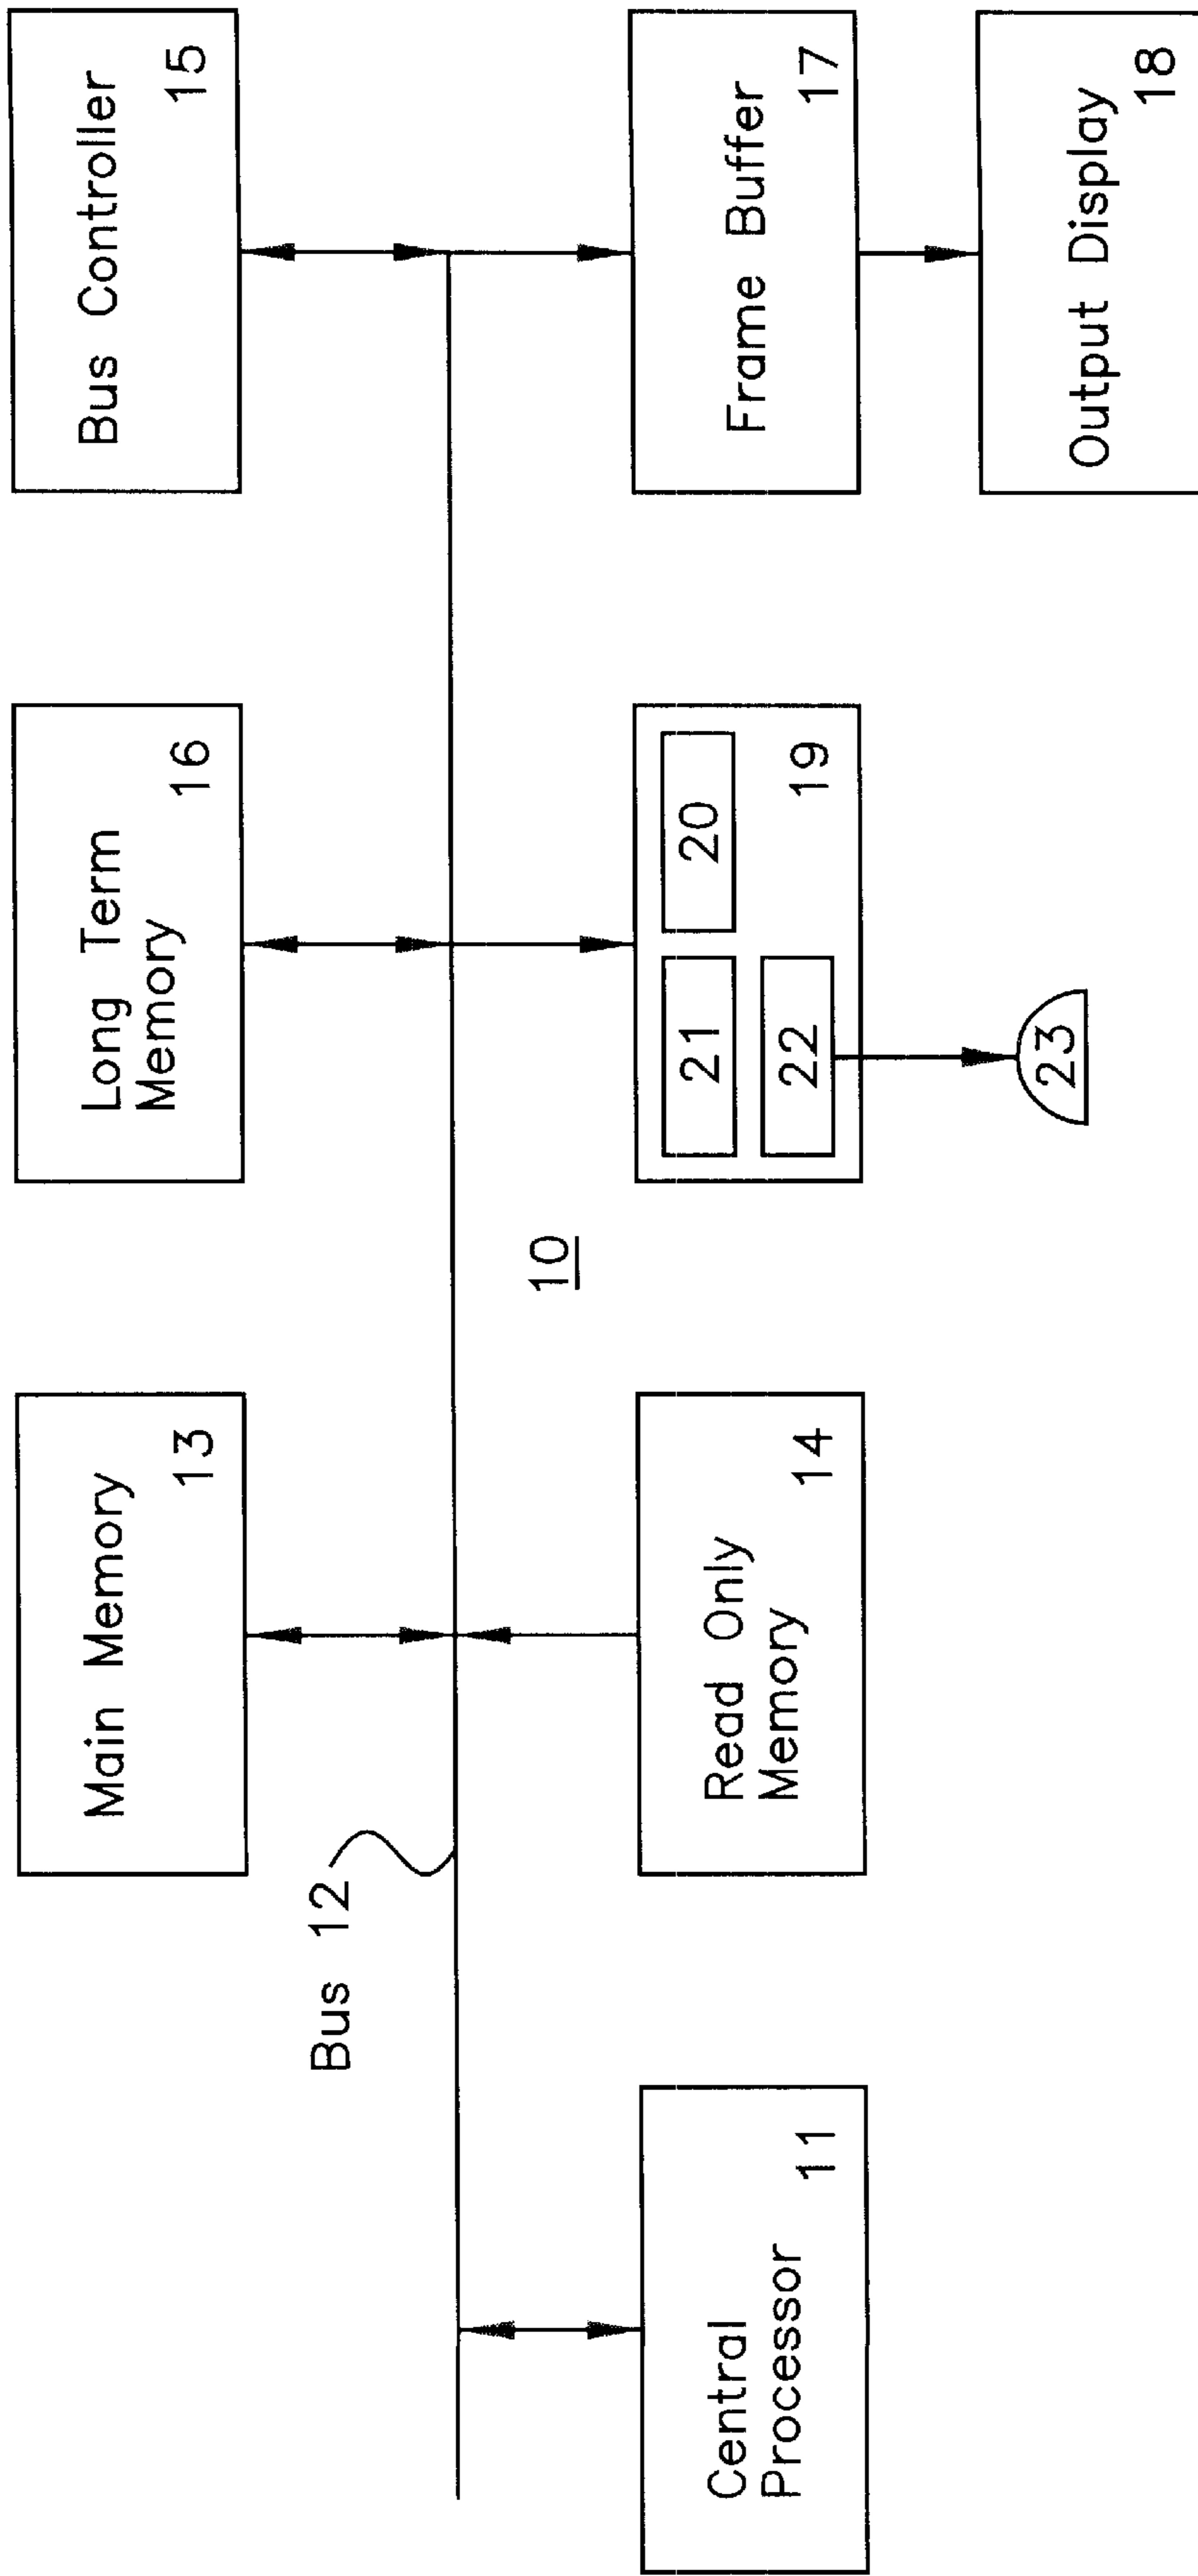 Main Memory
13
Long Term
Memory
16
Bus Controller
15
Bus 12
10
Central
Processor
11
Read Only
Memory
14
21
20
22
19
23
Frame Buffer
17
Output Display
18